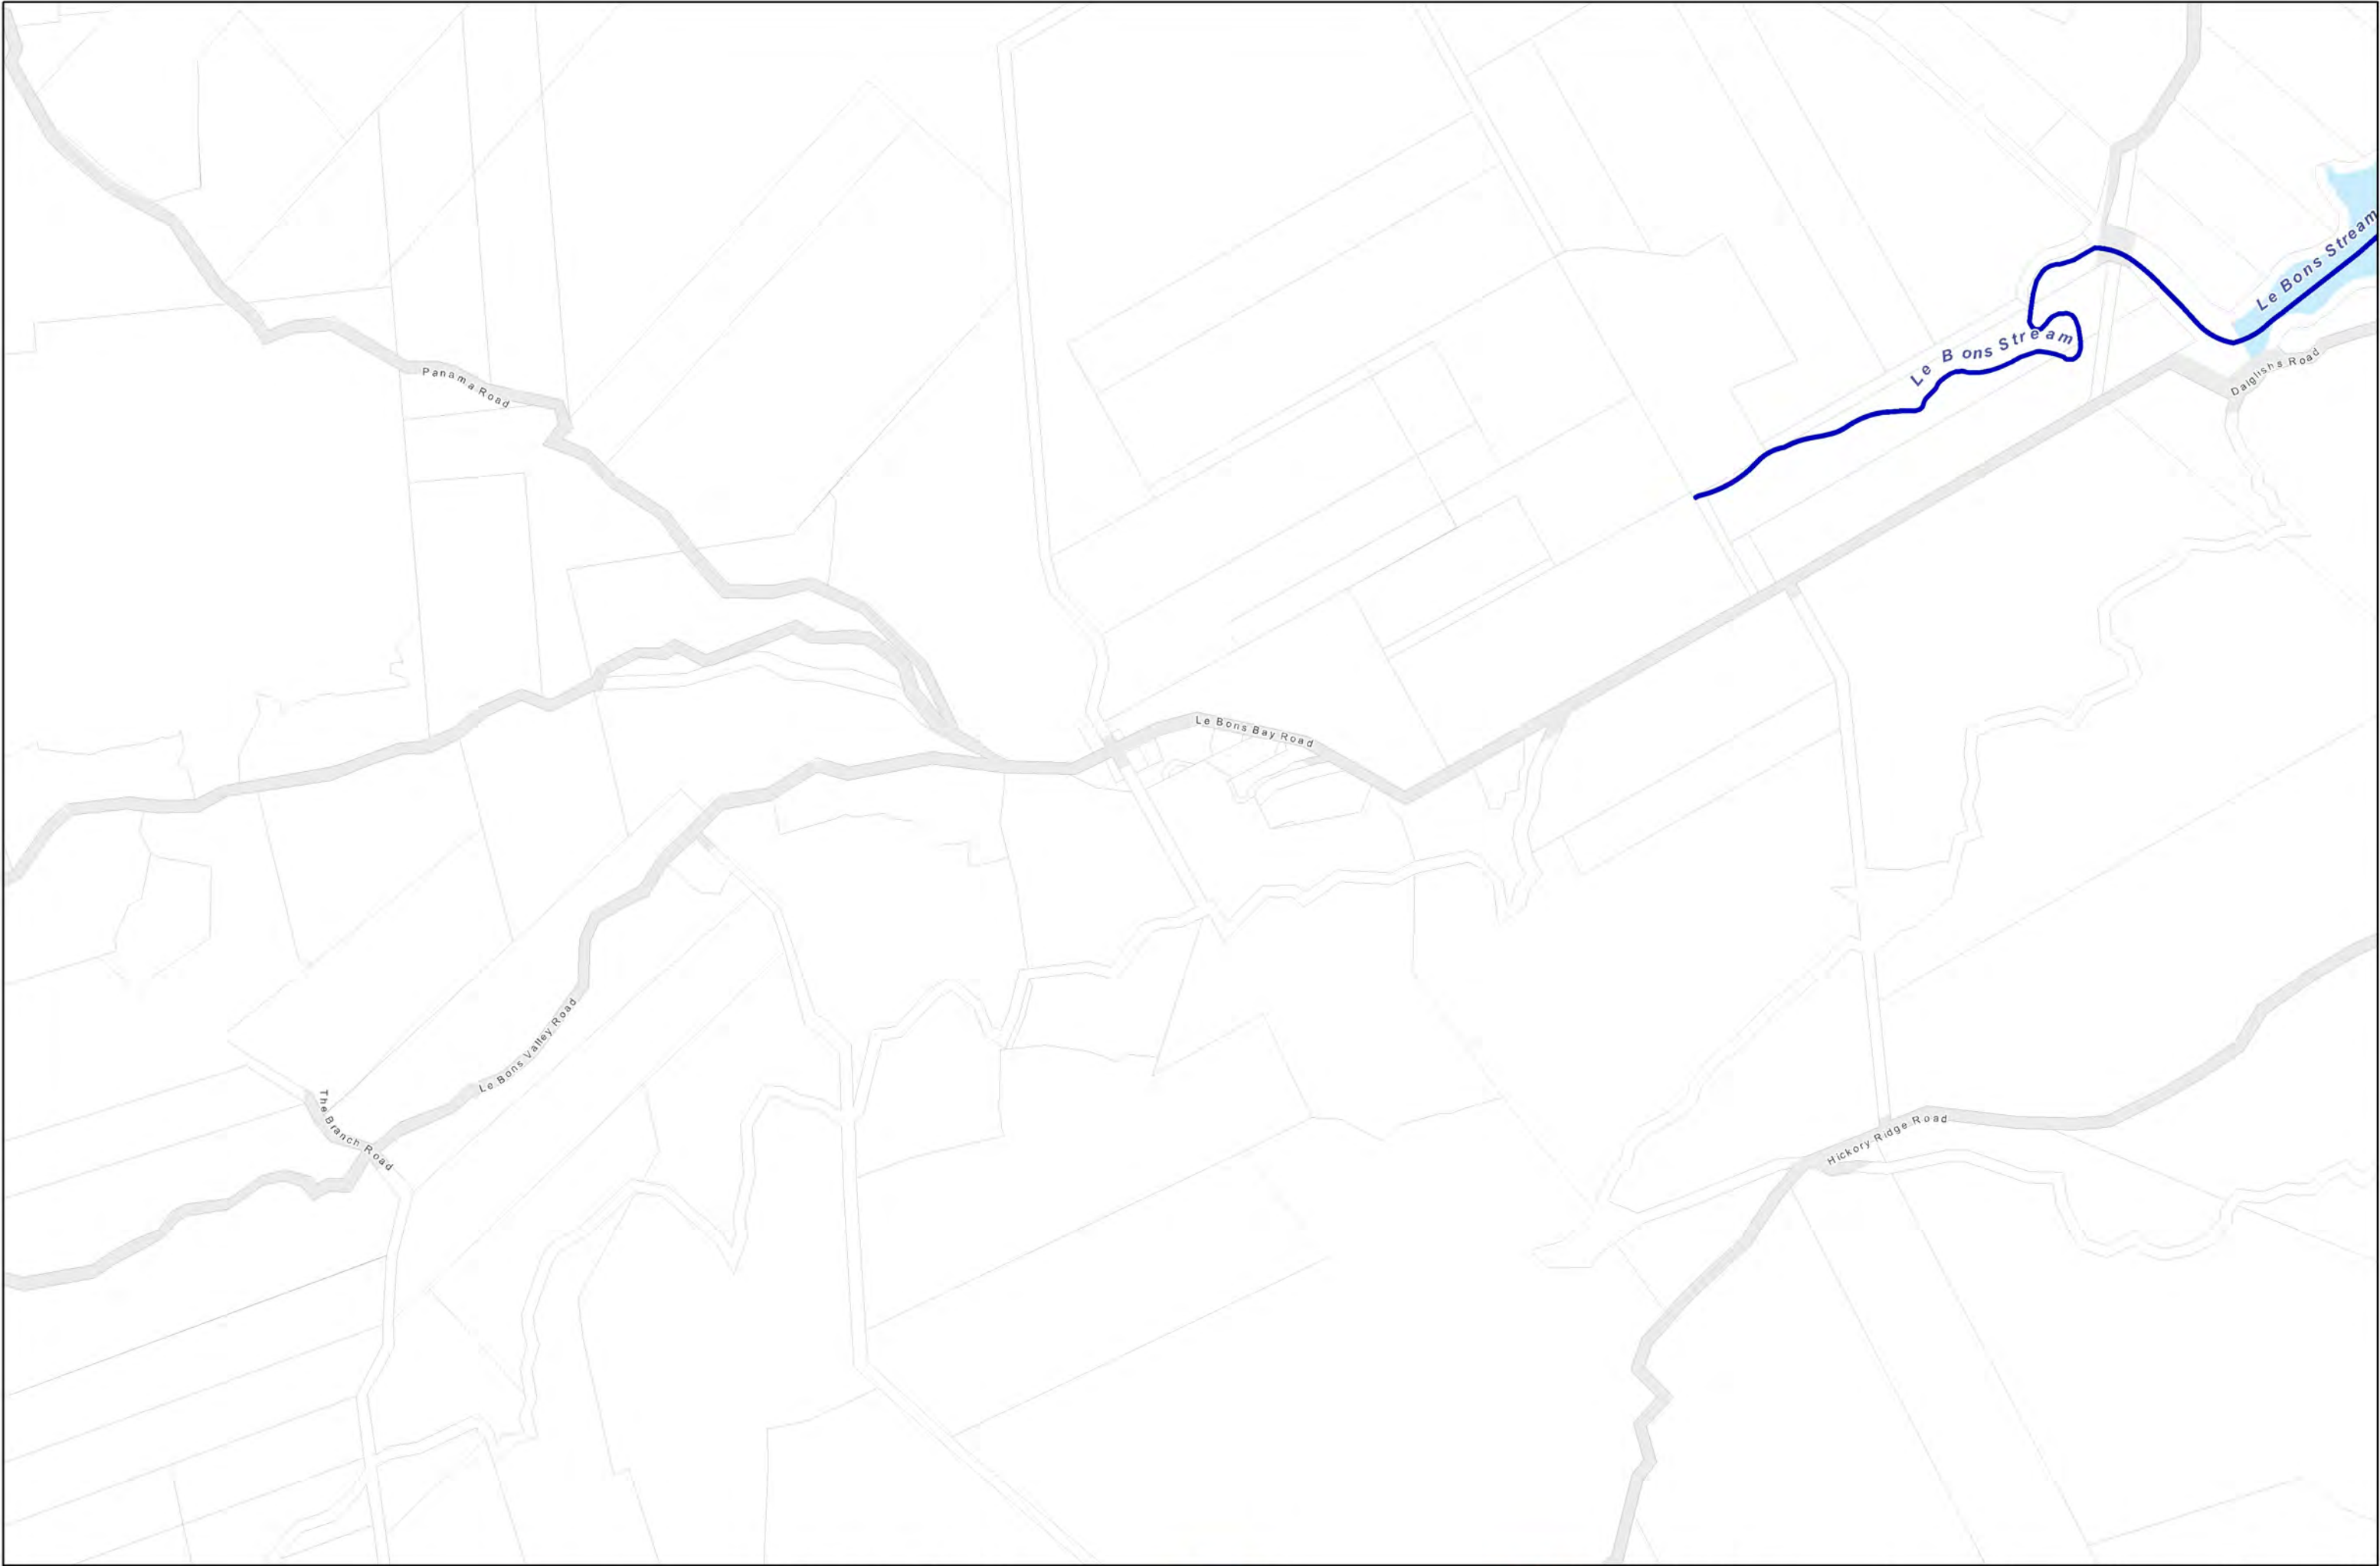 Le Bons Stream
Le Bons Stream
Daiglishs Road
Panama Road
Le Bons Bay Road
Le Bons Valley Road
The Branch Road
Hickory Ridge Road